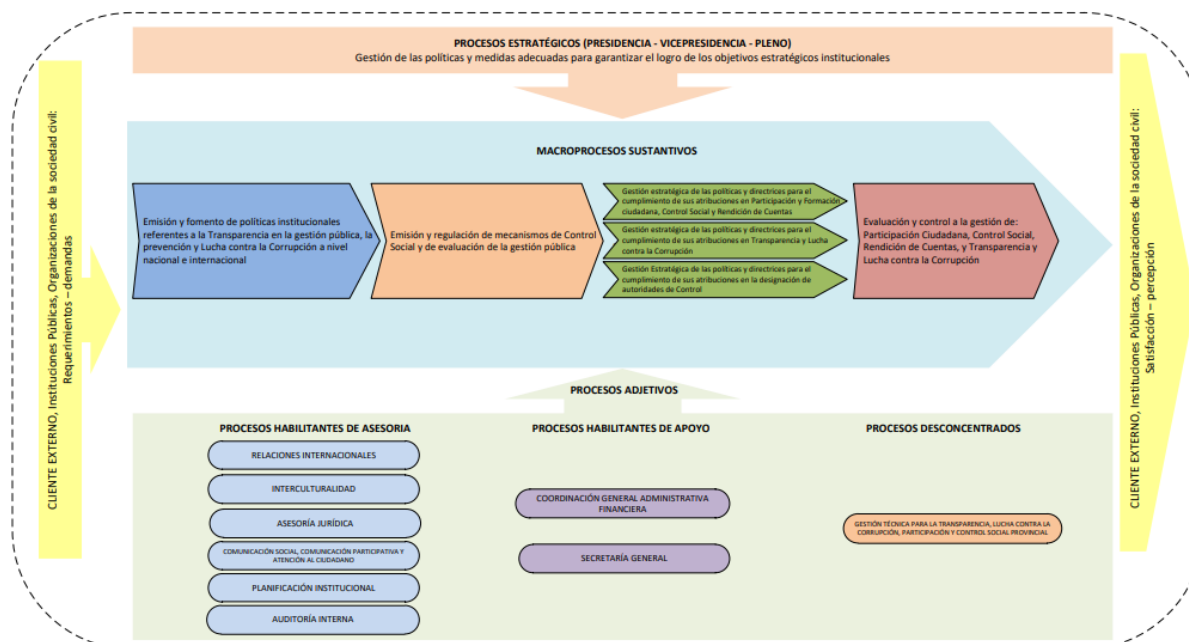 PROCESOS ESTRATÉGICOS (PRESIDENCIA - VICEPRESIDENCIA - PLENO)
Gestión de las políticas y medidas adecuadas para garantizar el logro de los objetivos estratégicos institucionales
CLIENTE EXTERNO, Instituciones Públicas, Organizaciones de la sociedad civil:
Requerimientos – demandas
MACROPROCESOS SUSTANTIVOS
Emisión y fomento de políticas institucionales
referentes a la Transparencia en la gestión pública, la
prevención y Lucha contra la Corrupción a nivel
nacional e internacional
Emisión y regulación de mecanismos de Control
Social y de evaluación de la gestión pública
Gestión estratégica de las políticas y directrices para el
cumplimiento de sus atribuciones en Participación y Formación
ciudadana, Control Social y Rendición de Cuentas
Gestión estratégica de las políticas y directrices para el
cumplimiento de sus atribuciones en Transparencia y Lucha
contra la Corrupción
Gestión Estratégica de las políticas y directrices para el
cumplimiento de sus atribuciones en la designación de
autoridades de Control
Evaluación y control a la gestión de:
Participación Ciudadana, Control Social,
Rendición de Cuentas, y Transparencia y
Lucha contra la Corrupción
CLIENTE EXTERNO, Instituciones Públicas, Organizaciones de la sociedad civil:
Satisfacción – percepción
PROCESOS ADJETIVOS
PROCESOS HABILITANTES DE ASESORIA
RELACIONES INTERNACIONALES
INTERCULTURALIDAD
ASESORÍA JURÍDICA
COMUNICACIÓN SOCIAL, COMUNICACIÓN PARTICIPATIVA Y
ATENCIÓN AL CIUDADANO
PLANIFICACIÓN INSTITUCIONAL
AUDITORÍA INTERNA
PROCESOS HABILITANTES DE APOYO
COORDINACIÓN GENERAL ADMINISTRATIVA
FINANCIERA
SECRETARÍA GENERAL
PROCESOS DESCONCENTRADOS
GESTIÓN TÉCNICA PARA LA TRANSPARENCIA, LUCHA CONTRA LA
CORRUPCIÓN, PARTICIPACIÓN Y CONTROL SOCIAL PROVINCIAL